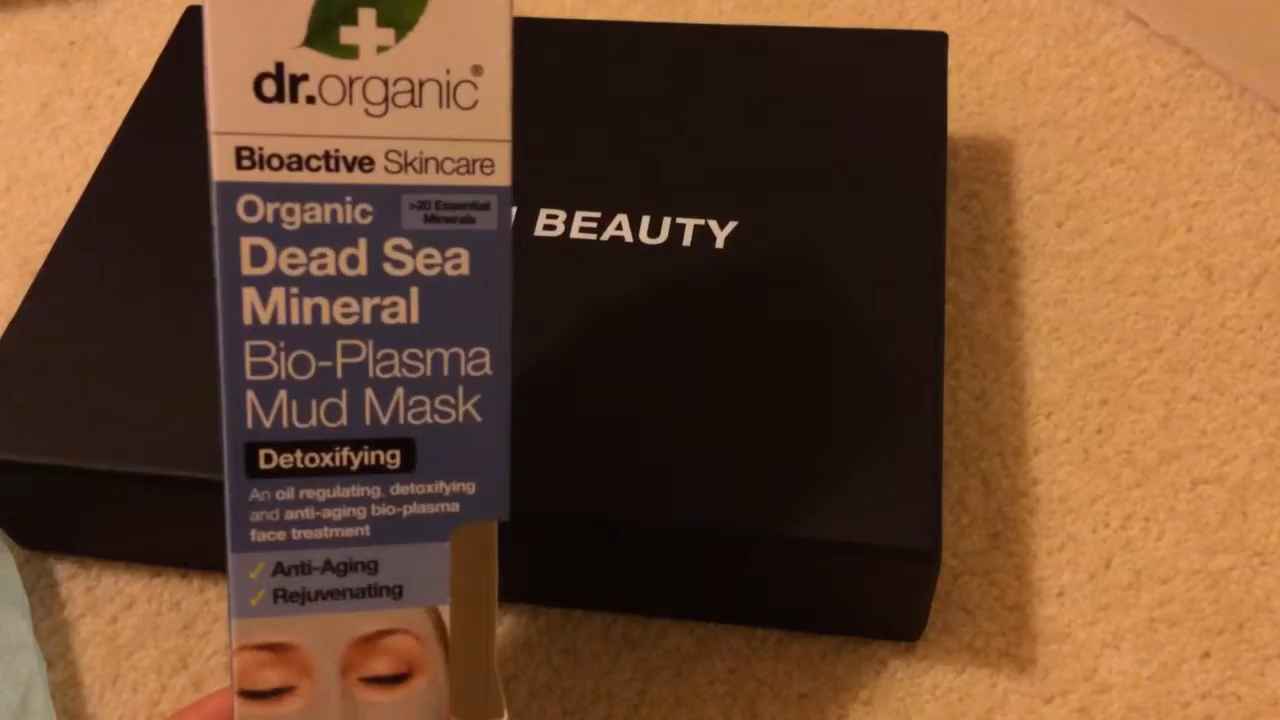 dr.organic®
Bioactive Skincare
Organic
>20 Essential
Minerals
Dead Sea
Mineral
Bio-Plasma
Mud Mask
Detoxifying
An oil regulating, detoxifying
and anti-aging bio-plasma
face treatment
✓ Anti-Aging
✓ Rejuvenating
BEAUTY